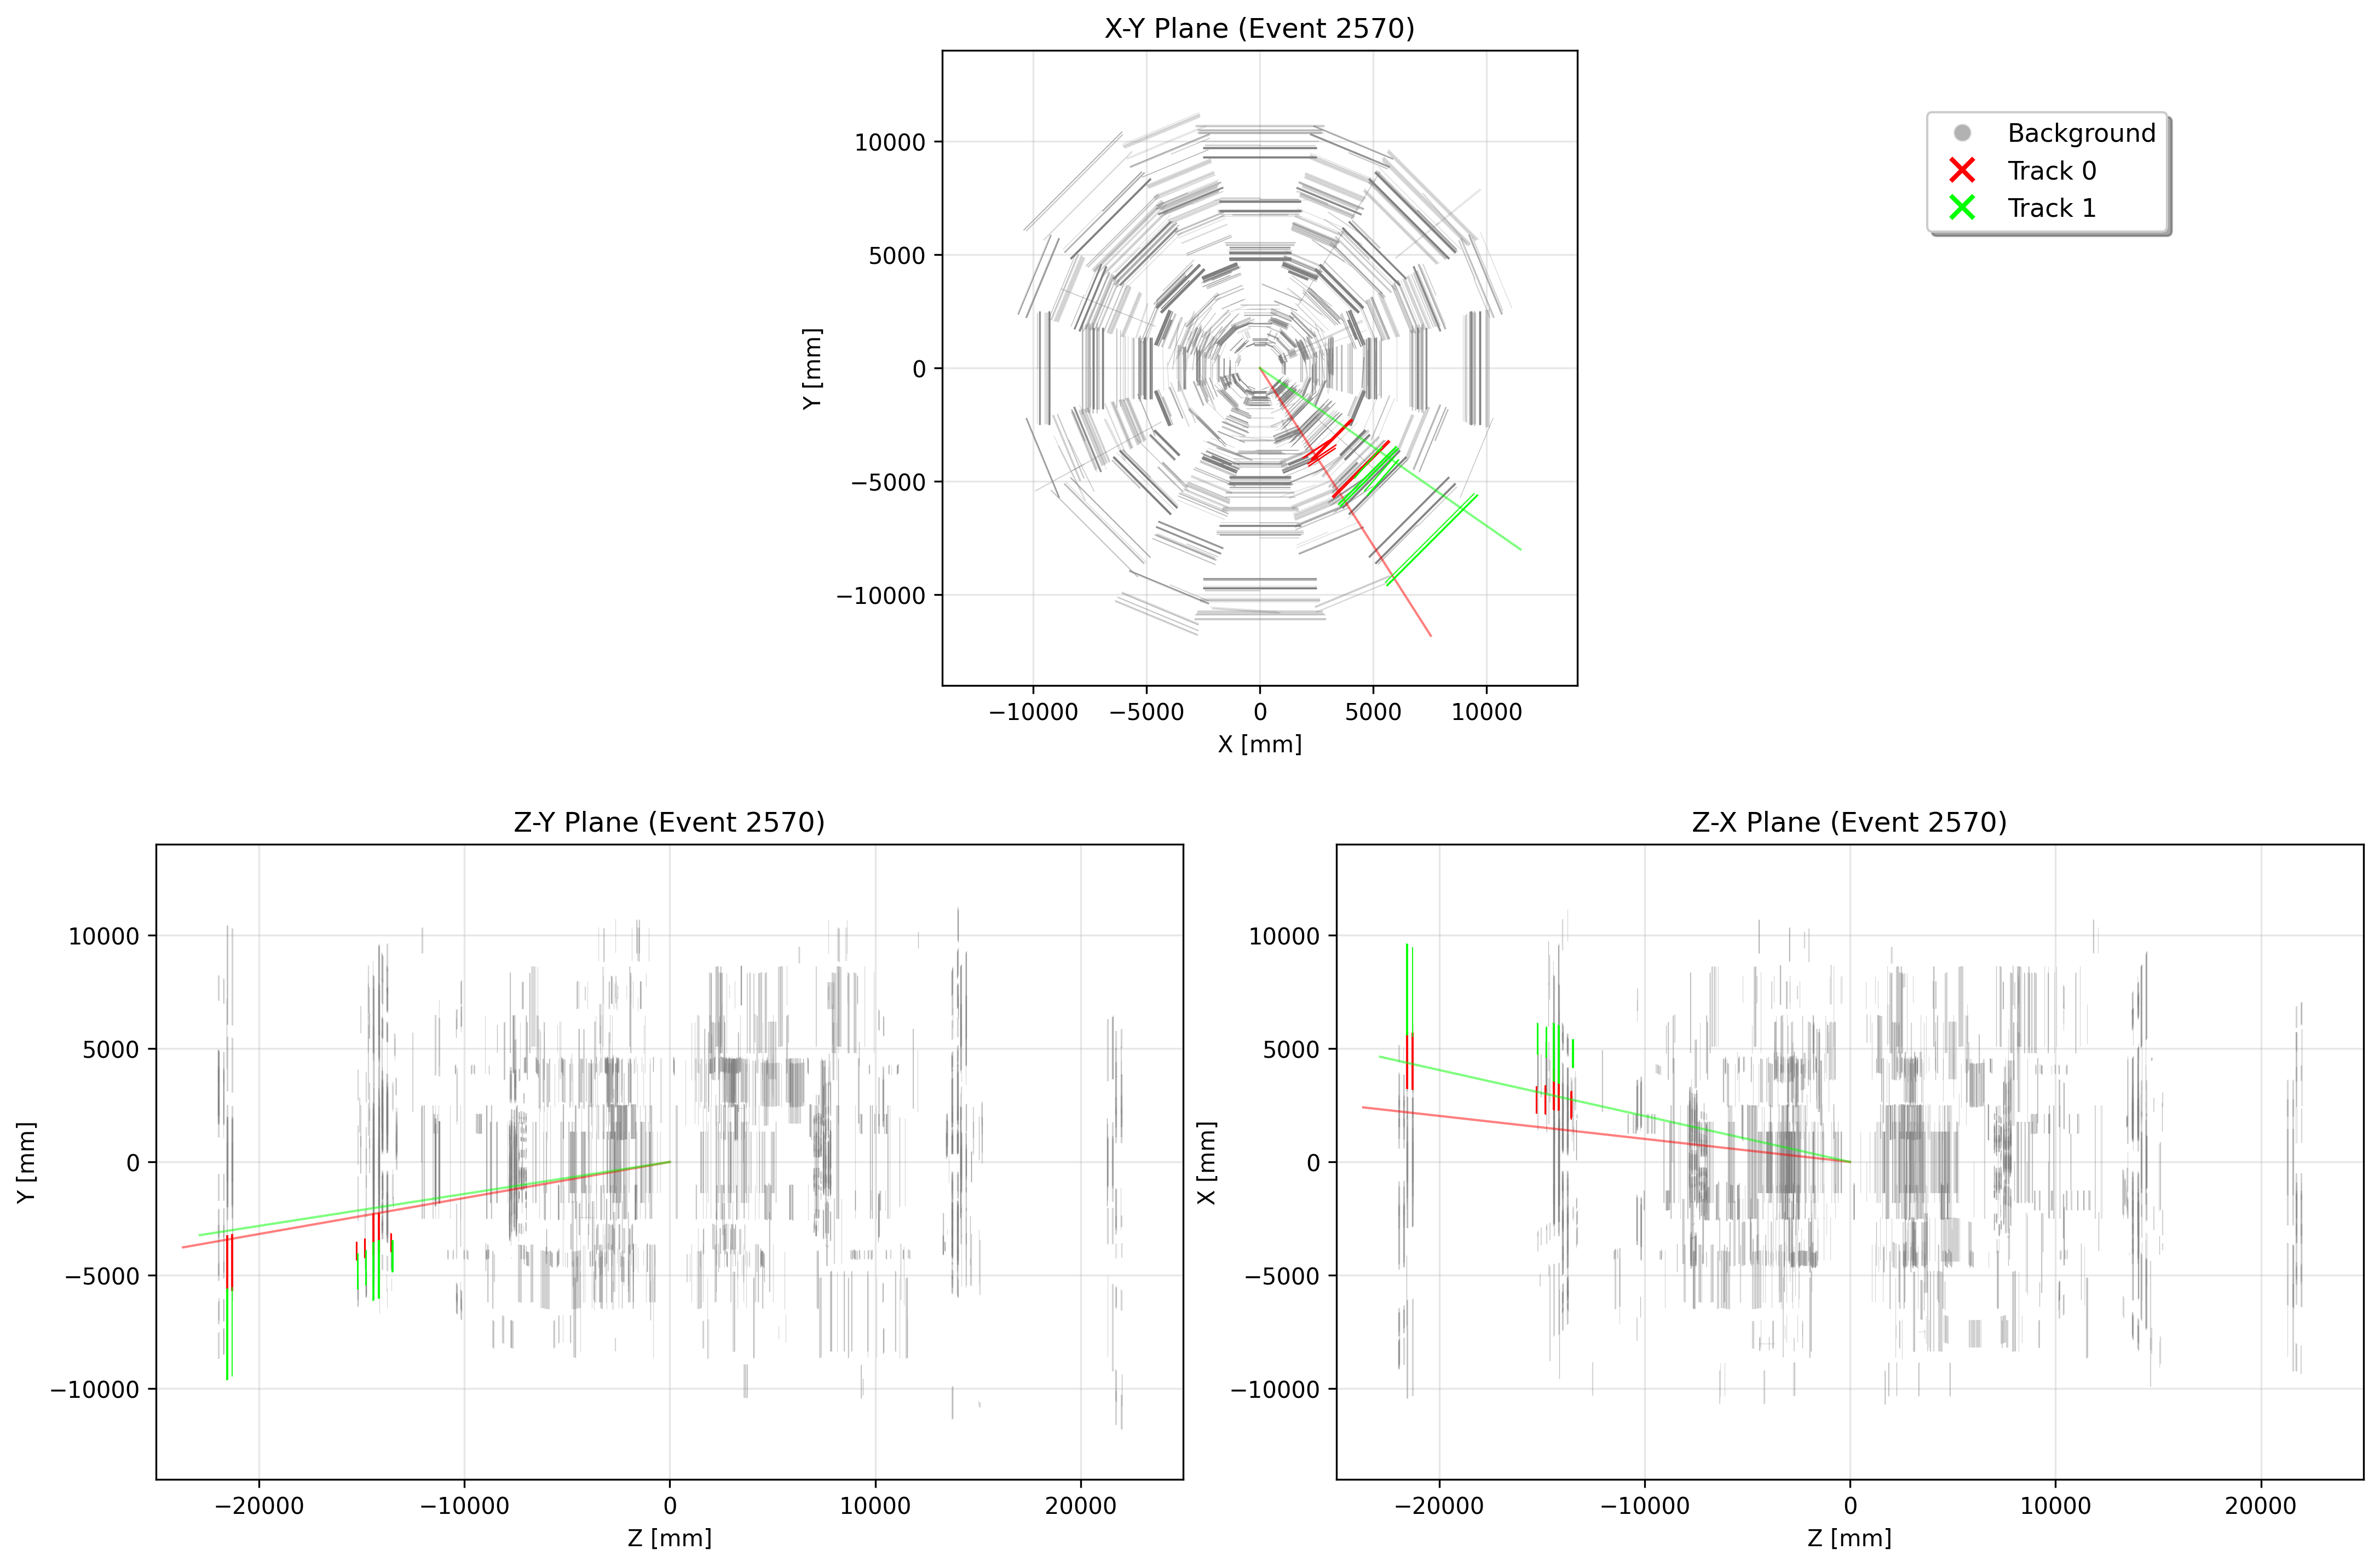 X-Y Plane (Event 2570)
Background
Track 0
Track 1
10000
5000
0
−5000
−10000
Y [mm]
−10000 −5000 0 5000 10000
X [mm]
Z-Y Plane (Event 2570)
10000
5000
0
−5000
−10000
Y [mm]
−20000 −10000 0 10000 20000
Z [mm]
Z-X Plane (Event 2570)
10000
5000
0
−5000
−10000
X [mm]
−20000 −10000 0 10000 20000
Z [mm]